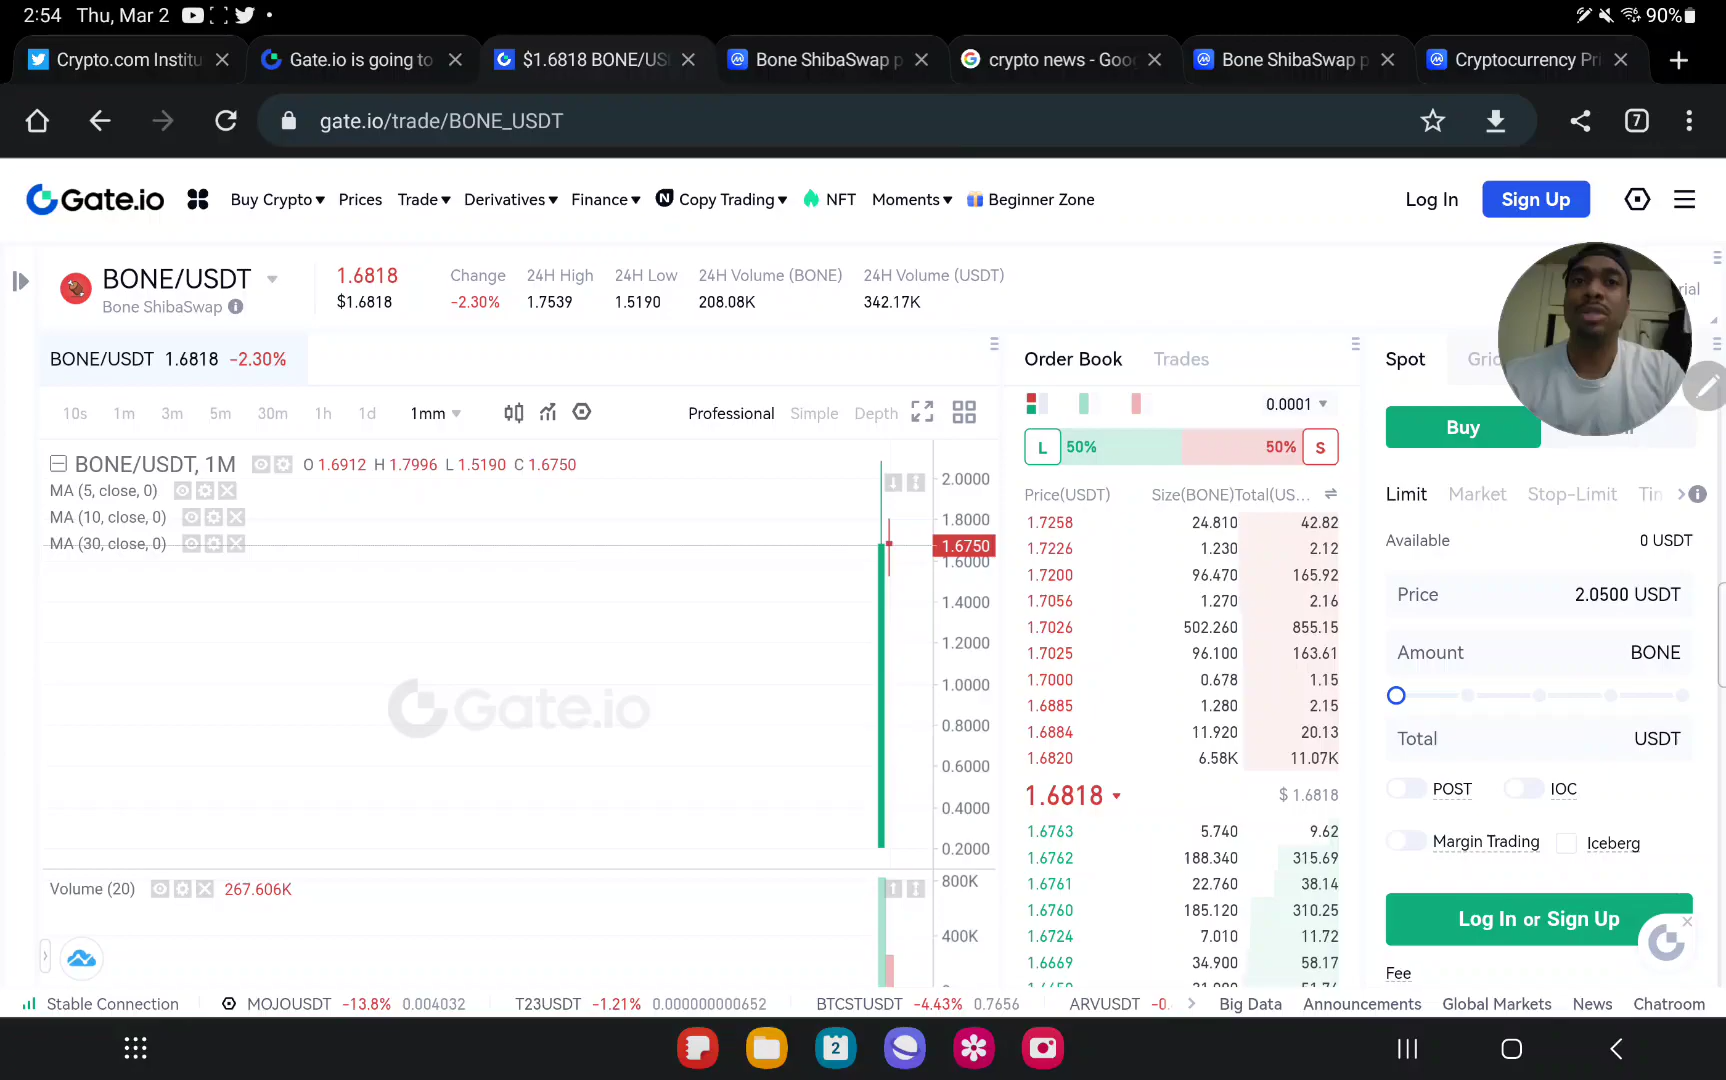 2:54 Thu, Mar 2
90%
Crypto.com Institu
Gate.io is going to
$1.6818 BONE/US
Bone ShibaSwap p
crypto news - Goo
Bone ShibaSwap p
Cryptocurrency Pri
gate.io/trade/BONE_USDT
7
Gate.io
Buy Crypto
Prices
Trade
Derivatives
Finance
Copy Trading
NFT
Moments
Beginner Zone
Log In
Sign Up
BONE/USDT
Bone ShibaSwap
1.6818
$1.6818
Change
-2.30%
24H High
1.7539
24H Low
1.5190
24H Volume (BONE)
208.08K
24H Volume (USDT)
342.17K
rial
BONE/USDT 1.6818 -2.30%
10s 1m 3m 5m 30m 1h 1d 1mm
Professional Simple Depth
BONE/USDT, 1M O 1.6912 H 1.7996 L 1.5190 C 1.6750
MA (5, close, 0)
MA (10, close, 0)
MA (30, close, 0)
2.0000
1.8000
1.6750
1.6000
1.4000
1.2000
1.0000
0.8000
0.6000
0.4000
0.2000
Gate.io
Volume (20) 267.606K
800K
400K
Order Book Trades
0.0001
L 50% 50% S
Price(USDT) Size(BONE) Total(US...
1.7258 24.810 42.82
1.7226 1.230 2.12
1.7200 96.470 165.92
1.7056 1.270 2.16
1.7026 502.260 855.15
1.7025 96.100 163.61
1.7000 0.678 1.15
1.6885 1.280 2.15
1.6884 11.920 20.13
1.6820 6.58K 11.07K
1.6818 $ 1.6818
1.6763 5.740 9.62
1.6762 188.340 315.69
1.6761 22.760 38.14
1.6760 185.120 310.25
1.6724 7.010 11.72
1.6669 34.900 58.17
Spot Grid
Buy
Limit Market Stop-Limit Tin
Available 0 USDT
Price 2.0500 USDT
Amount BONE
Total USDT
POST IOC
Margin Trading Iceberg
Log In or Sign Up
Fee
Stable Connection
MOJOUSDT -13.8% 0.004032
T23USDT -1.21% 0.000000000652
BTCSTUSDT -4.43% 0.7656
ARVUSDT -0.
Big Data Announcements Global Markets News Chatroom
2